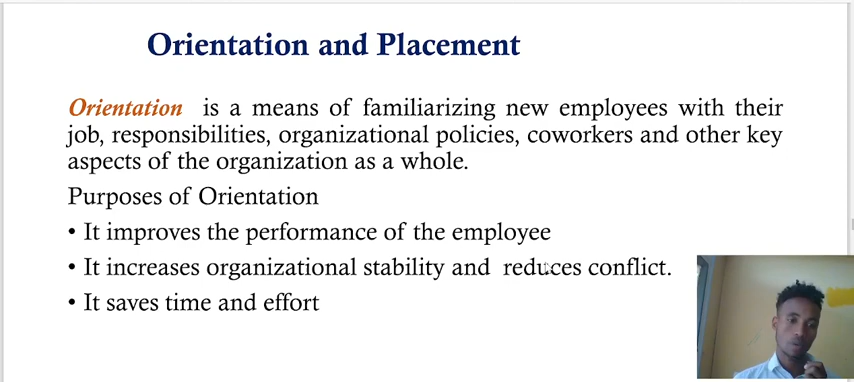 Orientation and Placement
Orientation is a means of familiarizing new employees with their
job, responsibilities, organizational policies, coworkers and other key
aspects of the organization as a whole.
Purposes of Orientation
• It improves the performance of the employee
• It increases organizational stability and reduces conflict.
• It saves time and effort